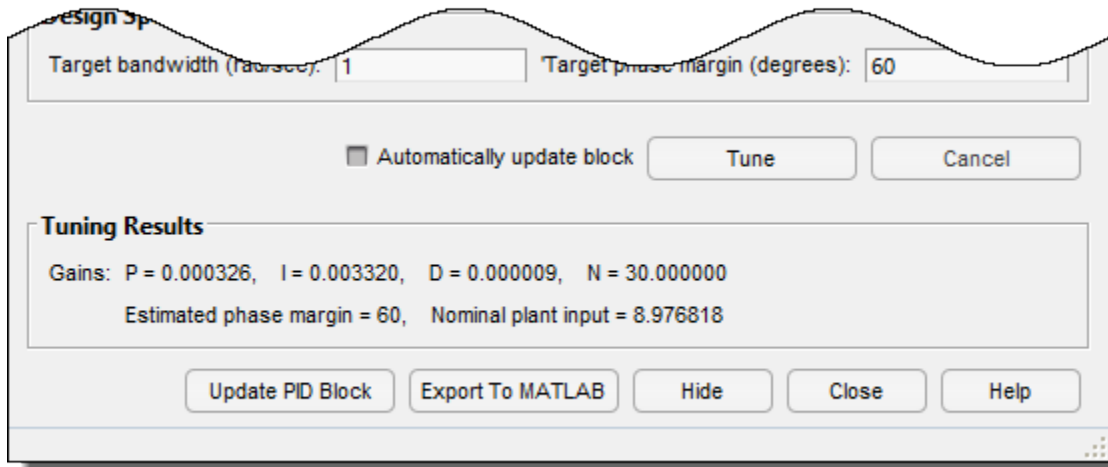 Design Sp
Target bandwidth (rad/sec): 1 Target phase margin (degrees): 60
Automatically update block Tune Cancel
Tuning Results
Gains: P = 0.000326, I = 0.003320, D = 0.000009, N = 30.000000
Estimated phase margin = 60, Nominal plant input = 8.976818
Update PID Block Export To MATLAB Hide Close Help